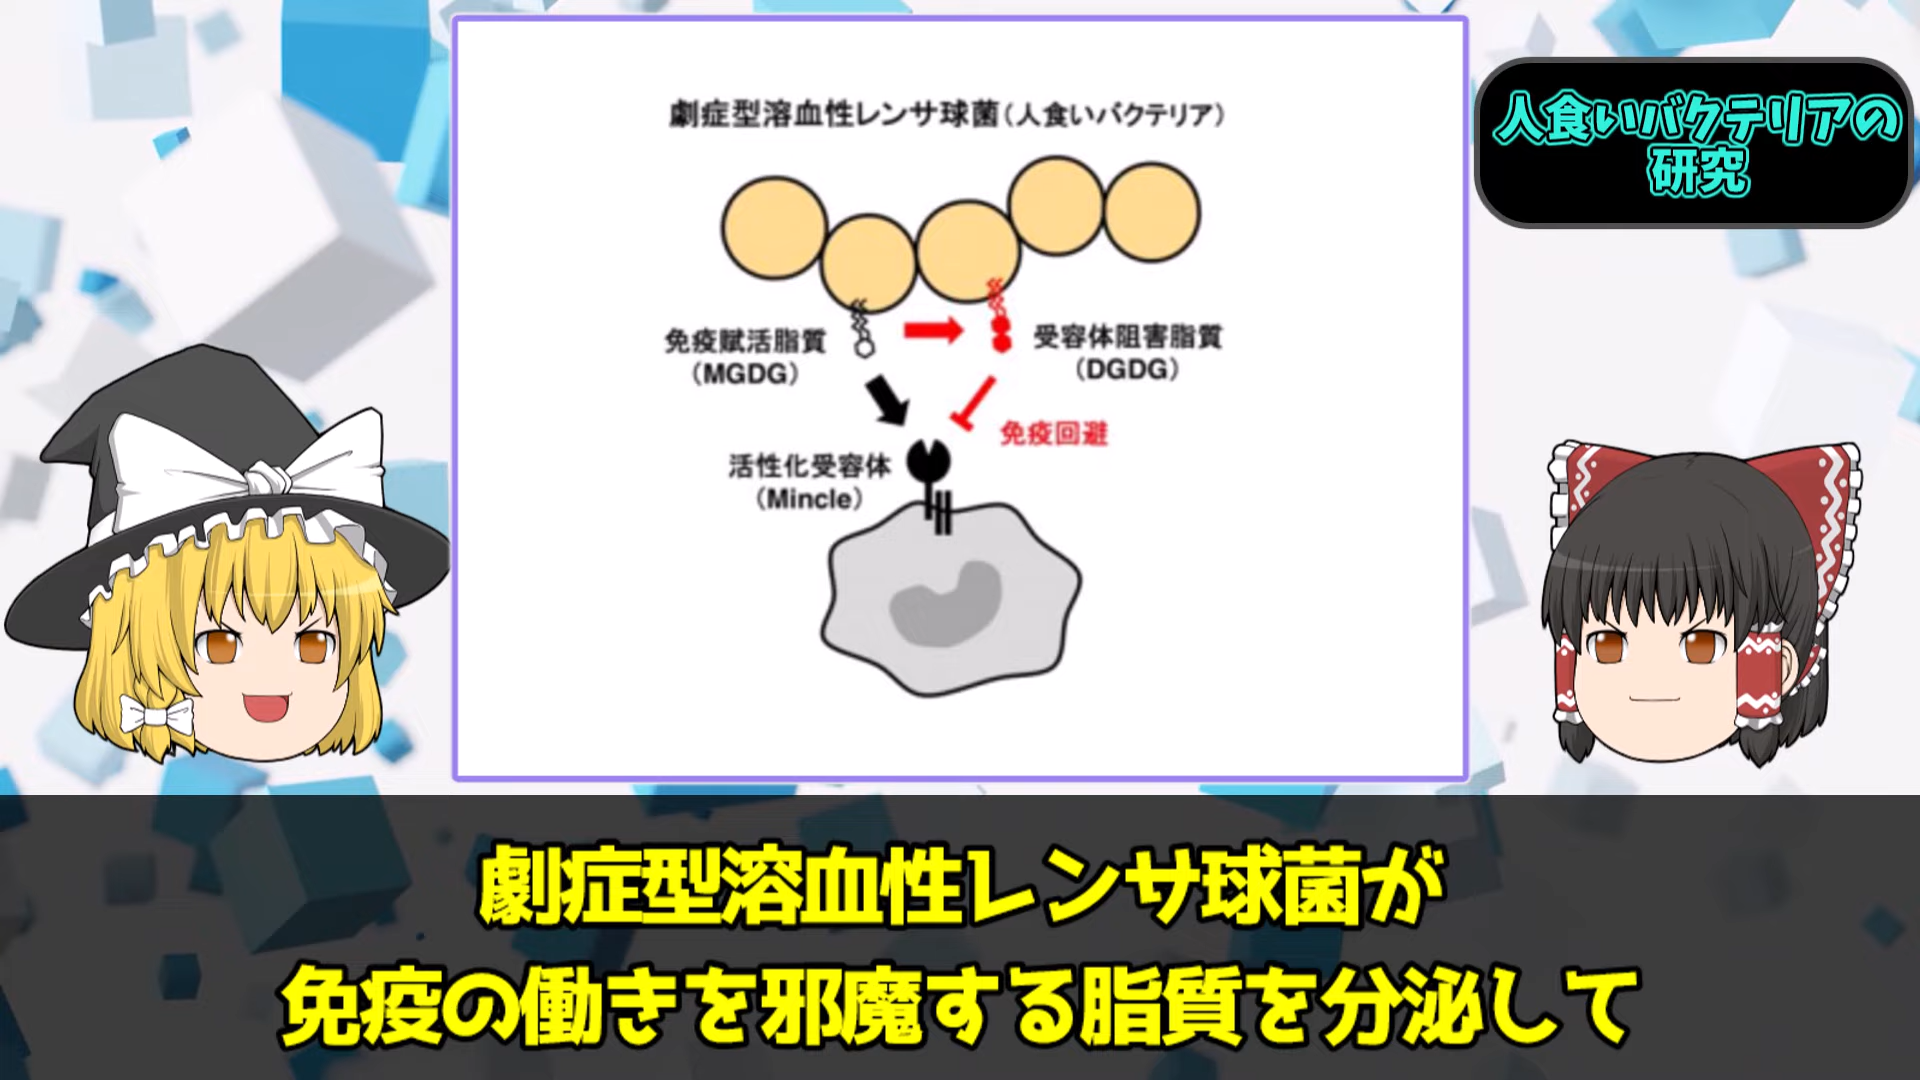 劇症型溶血性レンサ球菌（人食いバクテリア）
人食いバクテリアの
研究
免疫賦活脂質
（MGDG）
受容体阻害脂質
（DGDG）
免疫回避
活性化受容体
（Mincle）
劇症型溶血性レンサ球菌が
免疫の働きを邪魔する脂質を分泌して